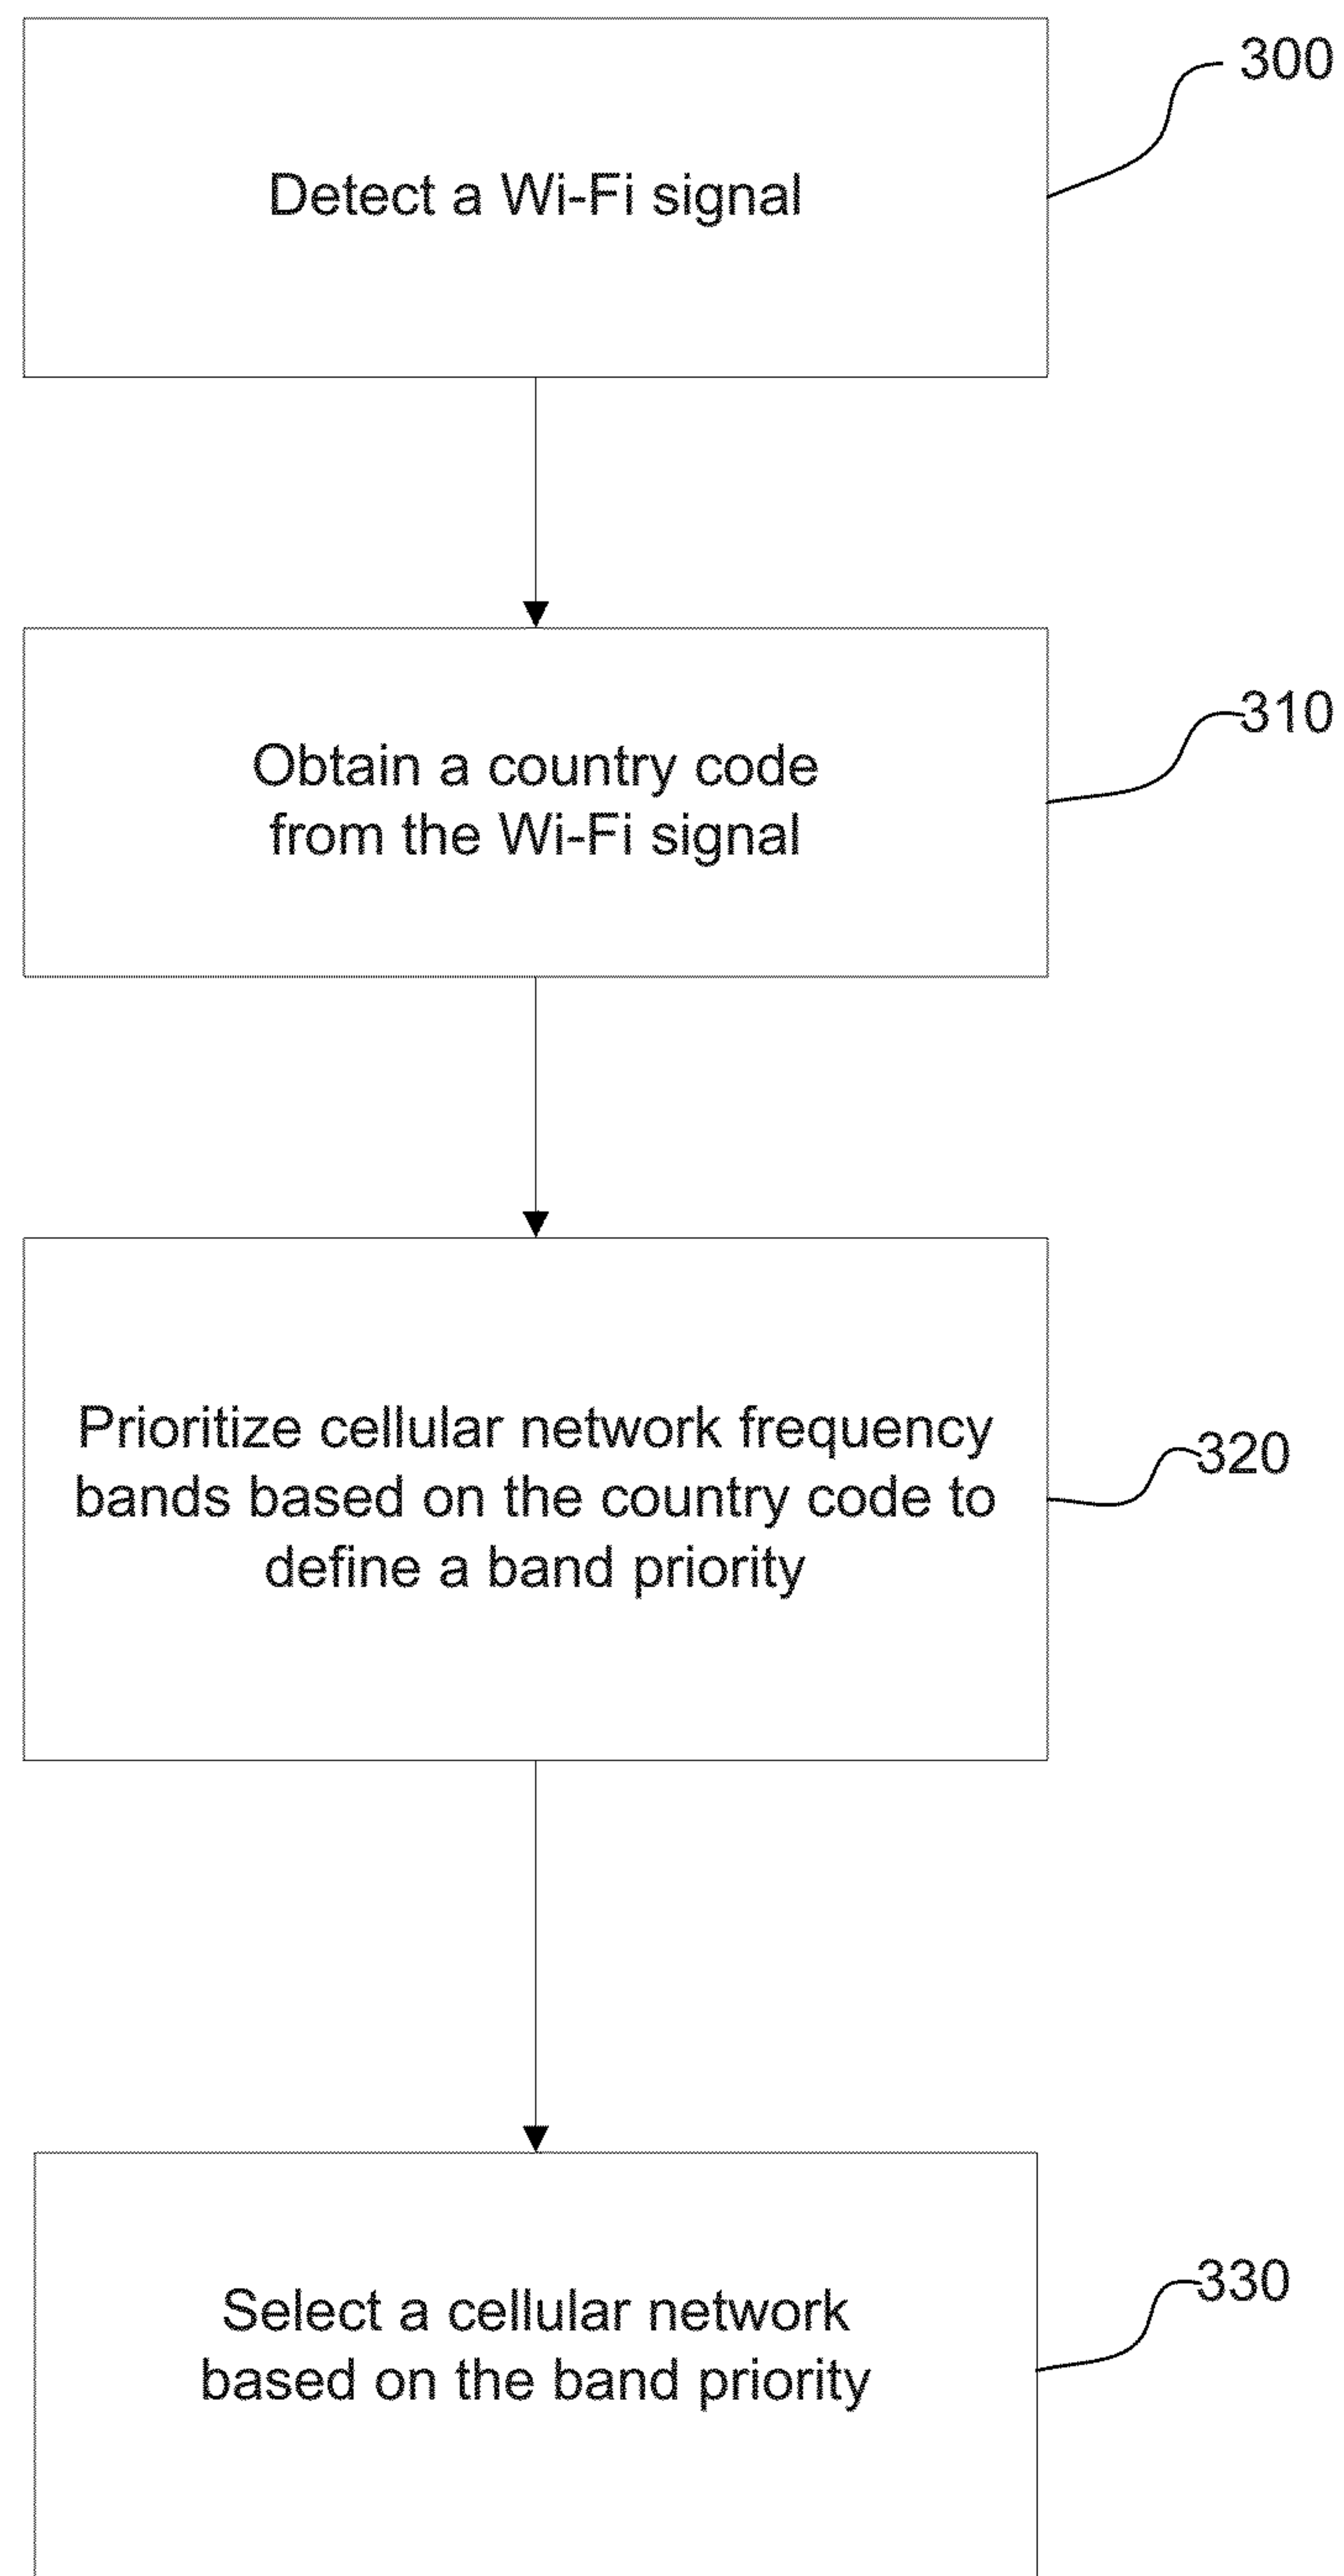 300
Detect a Wi-Fi signal
310
Obtain a country code
from the Wi-Fi signal
320
Prioritize cellular network frequency
bands based on the country code to
define a band priority
330
Select a cellular network
based on the band priority